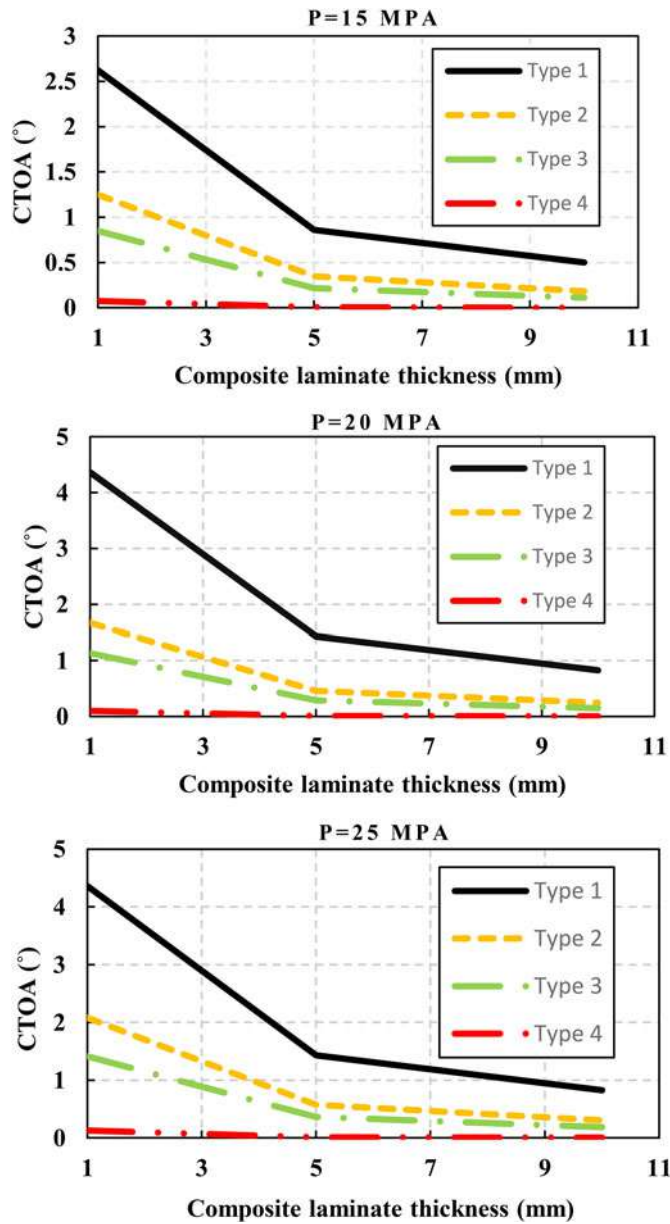 P=15 MPA
3
2.5
2
1.5
1
0.5
0
CTOA (˚)
Type 1
Type 2
Type 3
Type 4
1 3 5 7 9 11
Composite laminate thickness (mm)
P=20 MPA
5
4
3
2
1
0
CTOA (˚)
Type 1
Type 2
Type 3
Type 4
1 3 5 7 9 11
Composite laminate thickness (mm)
P=25 MPA
5
4
3
2
1
0
CTOA (˚)
Type 1
Type 2
Type 3
Type 4
1 3 5 7 9 11
Composite laminate thickness (mm)